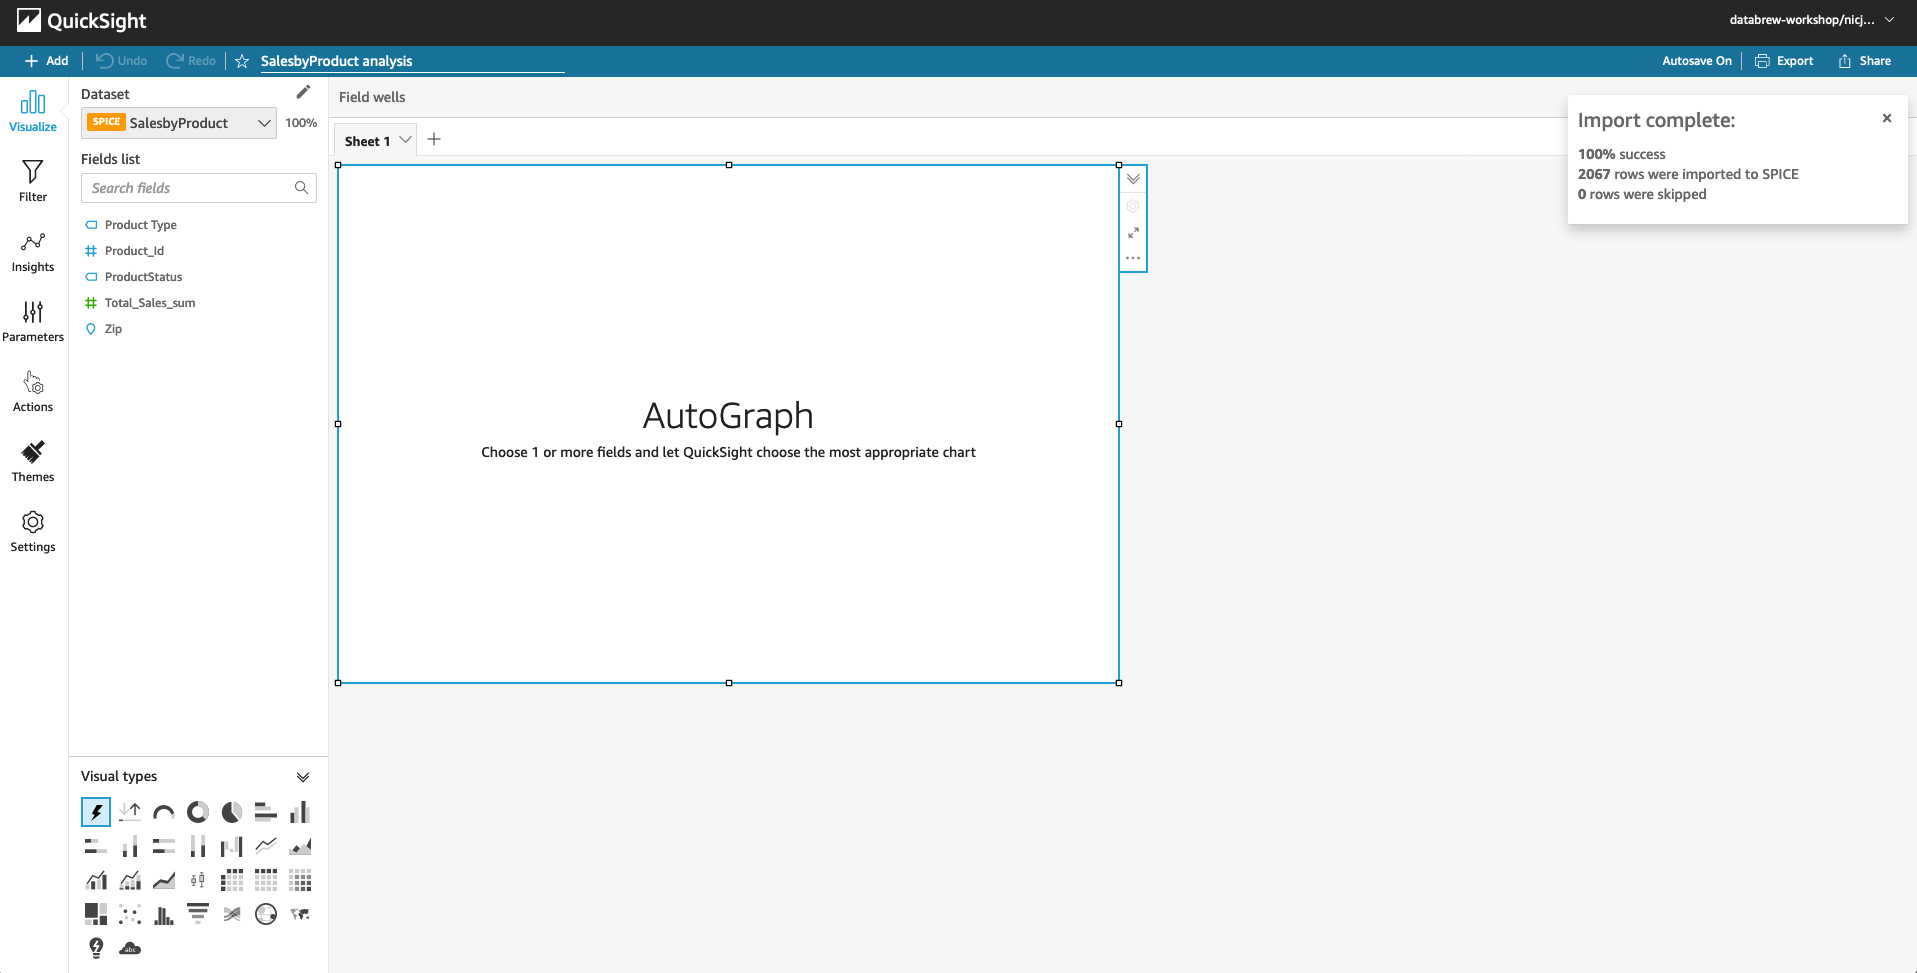 QuickSight
databrew-workshop/nicj...
Add
Undo
Redo
SalesbyProduct analysis
Autosave On
Export
Share
Visualize
Filter
Insights
Parameters
Actions
Themes
Settings
Dataset
SPICE SalesbyProduct 100%
Fields list
Search fields
Product Type
Product_Id
ProductStatus
Total_Sales_sum
Zip
Visual types
abc
Field wells
Sheet 1
AutoGraph
Choose 1 or more fields and let QuickSight choose the most appropriate chart
Import complete:
100% success
2067 rows were imported to SPICE
0 rows were skipped